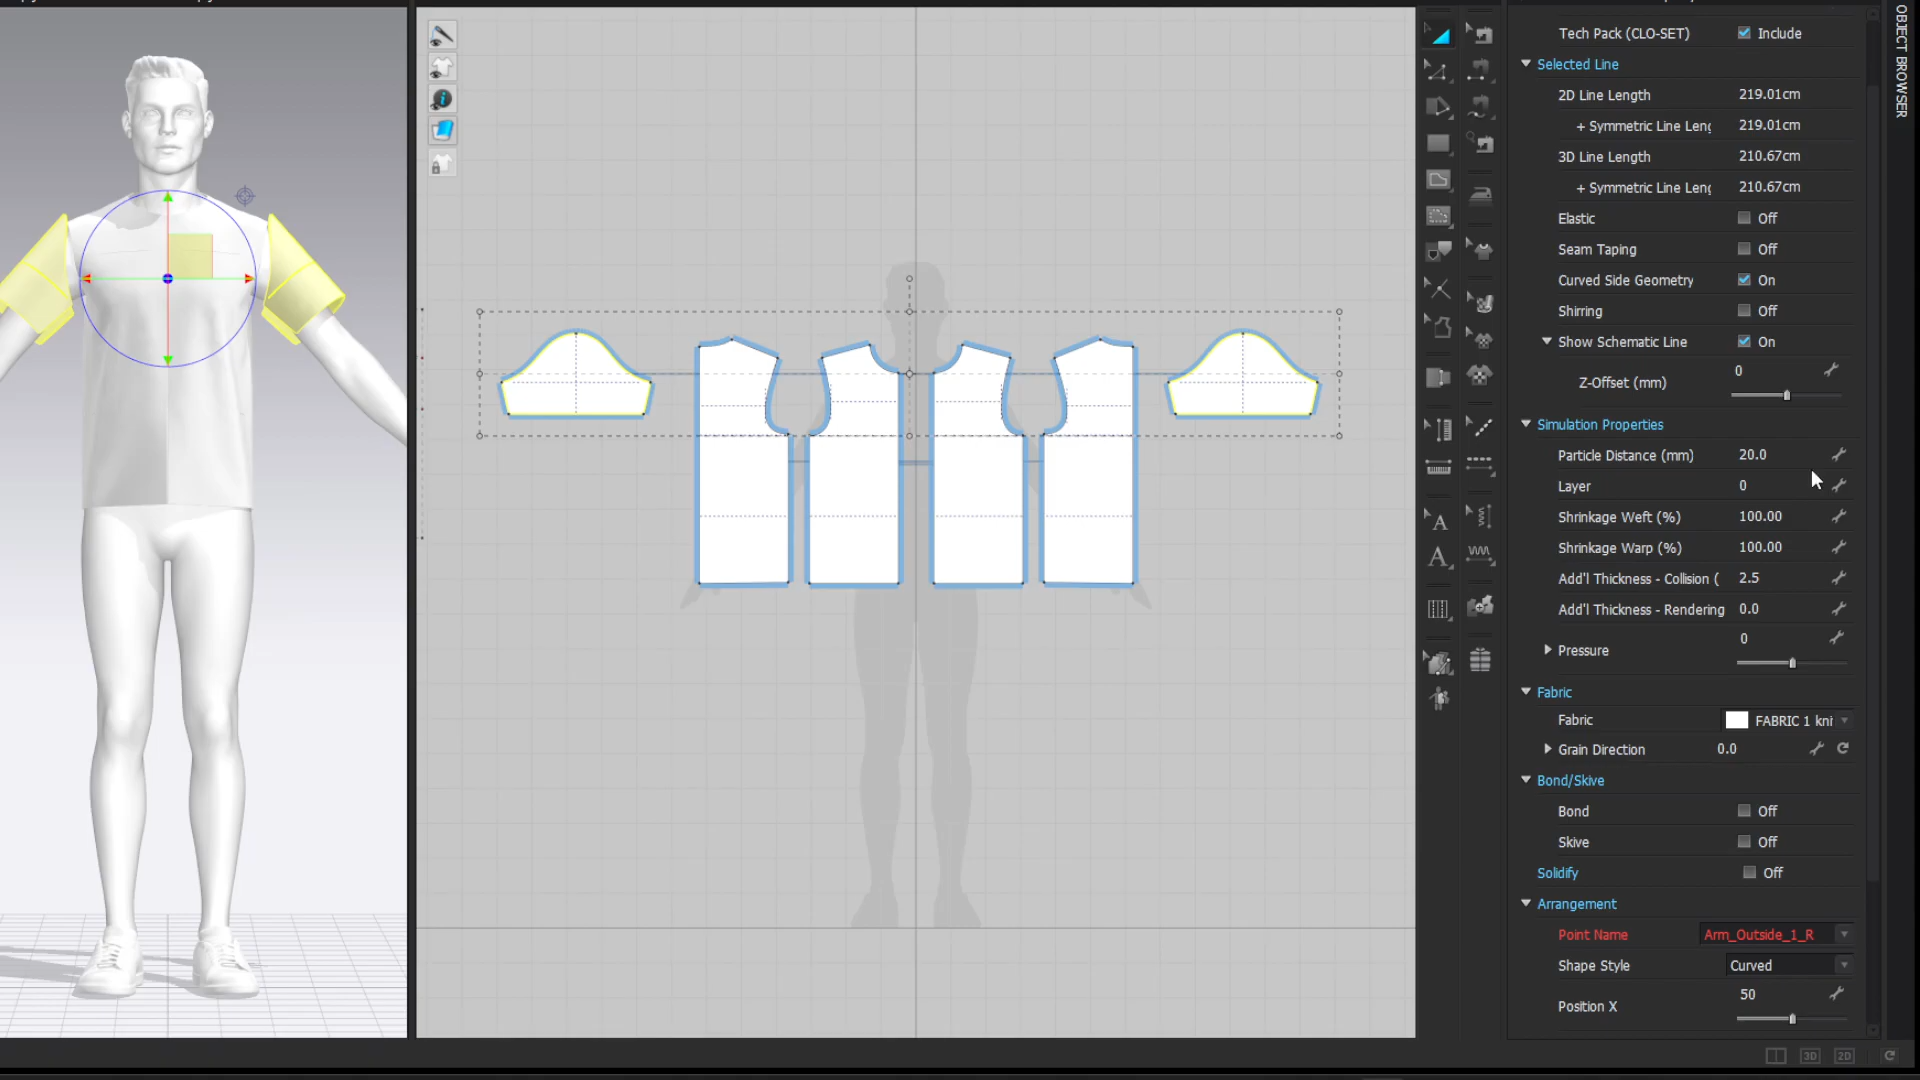 OBJECT BROWSER
Tech Pack (CLO-SET) Include
Selected Line
2D Line Length 219.01cm
+ Symmetric Line Leng 219.01cm
3D Line Length 210.67cm
+ Symmetric Line Leng 210.67cm
Elastic Off
Seam Taping Off
Curved Side Geometry On
Shirring Off
Show Schematic Line On
Z-Offset (mm) 0
Simulation Properties
Particle Distance (mm) 20.0
Layer 0
Shrinkage Weft (%) 100.00
Shrinkage Warp (%) 100.00
Add'l Thickness - Collision ( 2.5
Add'l Thickness - Rendering 0.0
Pressure 0
Fabric
Fabric FABRIC 1 kni
Grain Direction 0.0
Bond/Skive
Bond Off
Skive Off
Solidify Off
Arrangement
Point Name Arm_Outside_1_R
Shape Style Curved
Position X 50
3D 2D